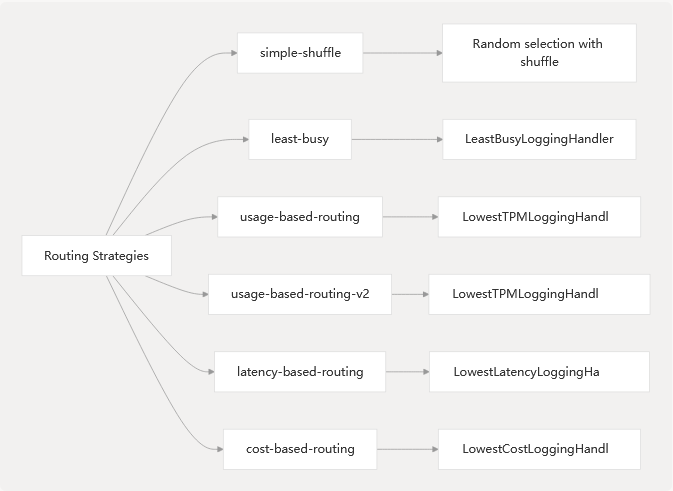 simple-shuffle
Random selection with
shuffle
least-busy
LeastBusyLoggingHandler
usage-based-routing
LowestTPMLoggingHandl
Routing Strategies
usage-based-routing-v2
LowestTPMLoggingHandl
latency-based-routing
LowestLatencyLoggingHa
cost-based-routing
LowestCostLoggingHandl